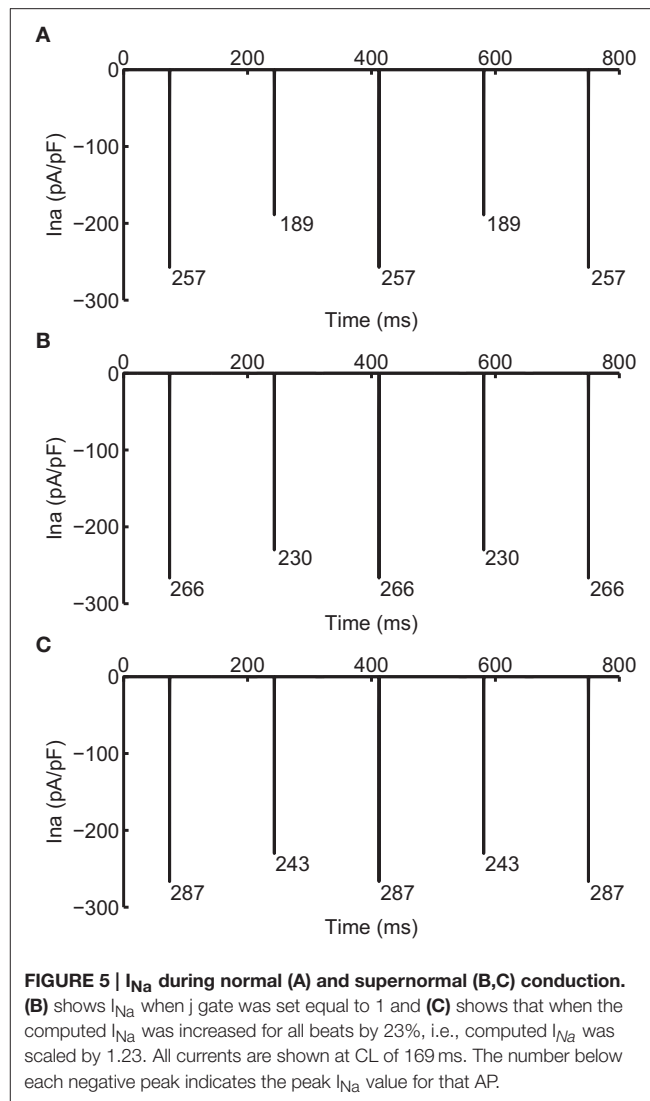 A
0 200 400 600 800
0
−100
−200
−300
Ina (pA/pF)
257 189 257 189 257
Time (ms)
B
0 200 400 600 800
0
−100
−200
−300
Ina (pA/pF)
266 230 266 230 266
Time (ms)
C
0 200 400 600 800
0
−100
−200
−300
Ina (pA/pF)
287 243 287 243 287
Time (ms)
FIGURE 5 | INa during normal (A) and supernormal (B,C) conduction.
(B) shows INa when j gate was set equal to 1 and (C) shows that when the
computed INa was increased for all beats by 23%, i.e., computed INa was
scaled by 1.23. All currents are shown at CL of 169 ms. The number below
each negative peak indicates the peak INa value for that AP.